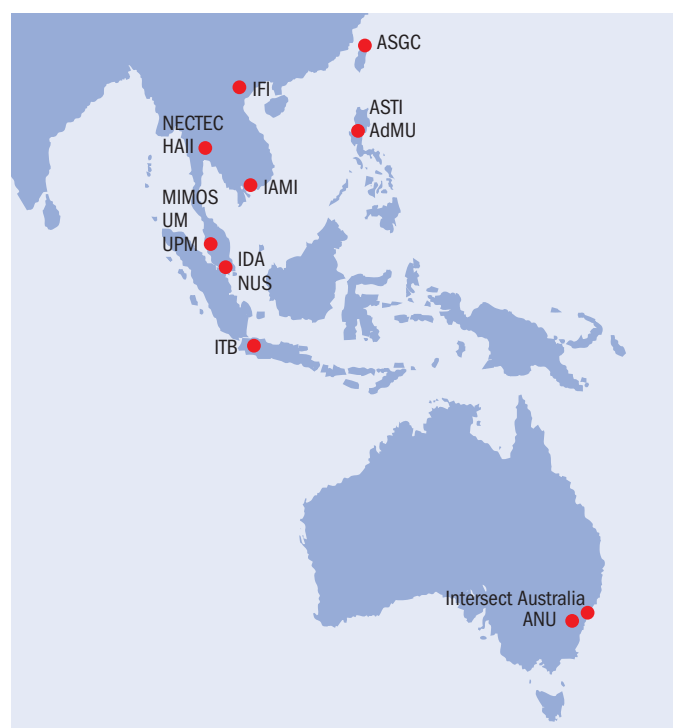 ASGC
IFI
ASTI
AdMU
NECTEC
HAII
IAMI
MIMOS
UM
UPM
IDA
NUS
ITB
Intersect Australia
ANU